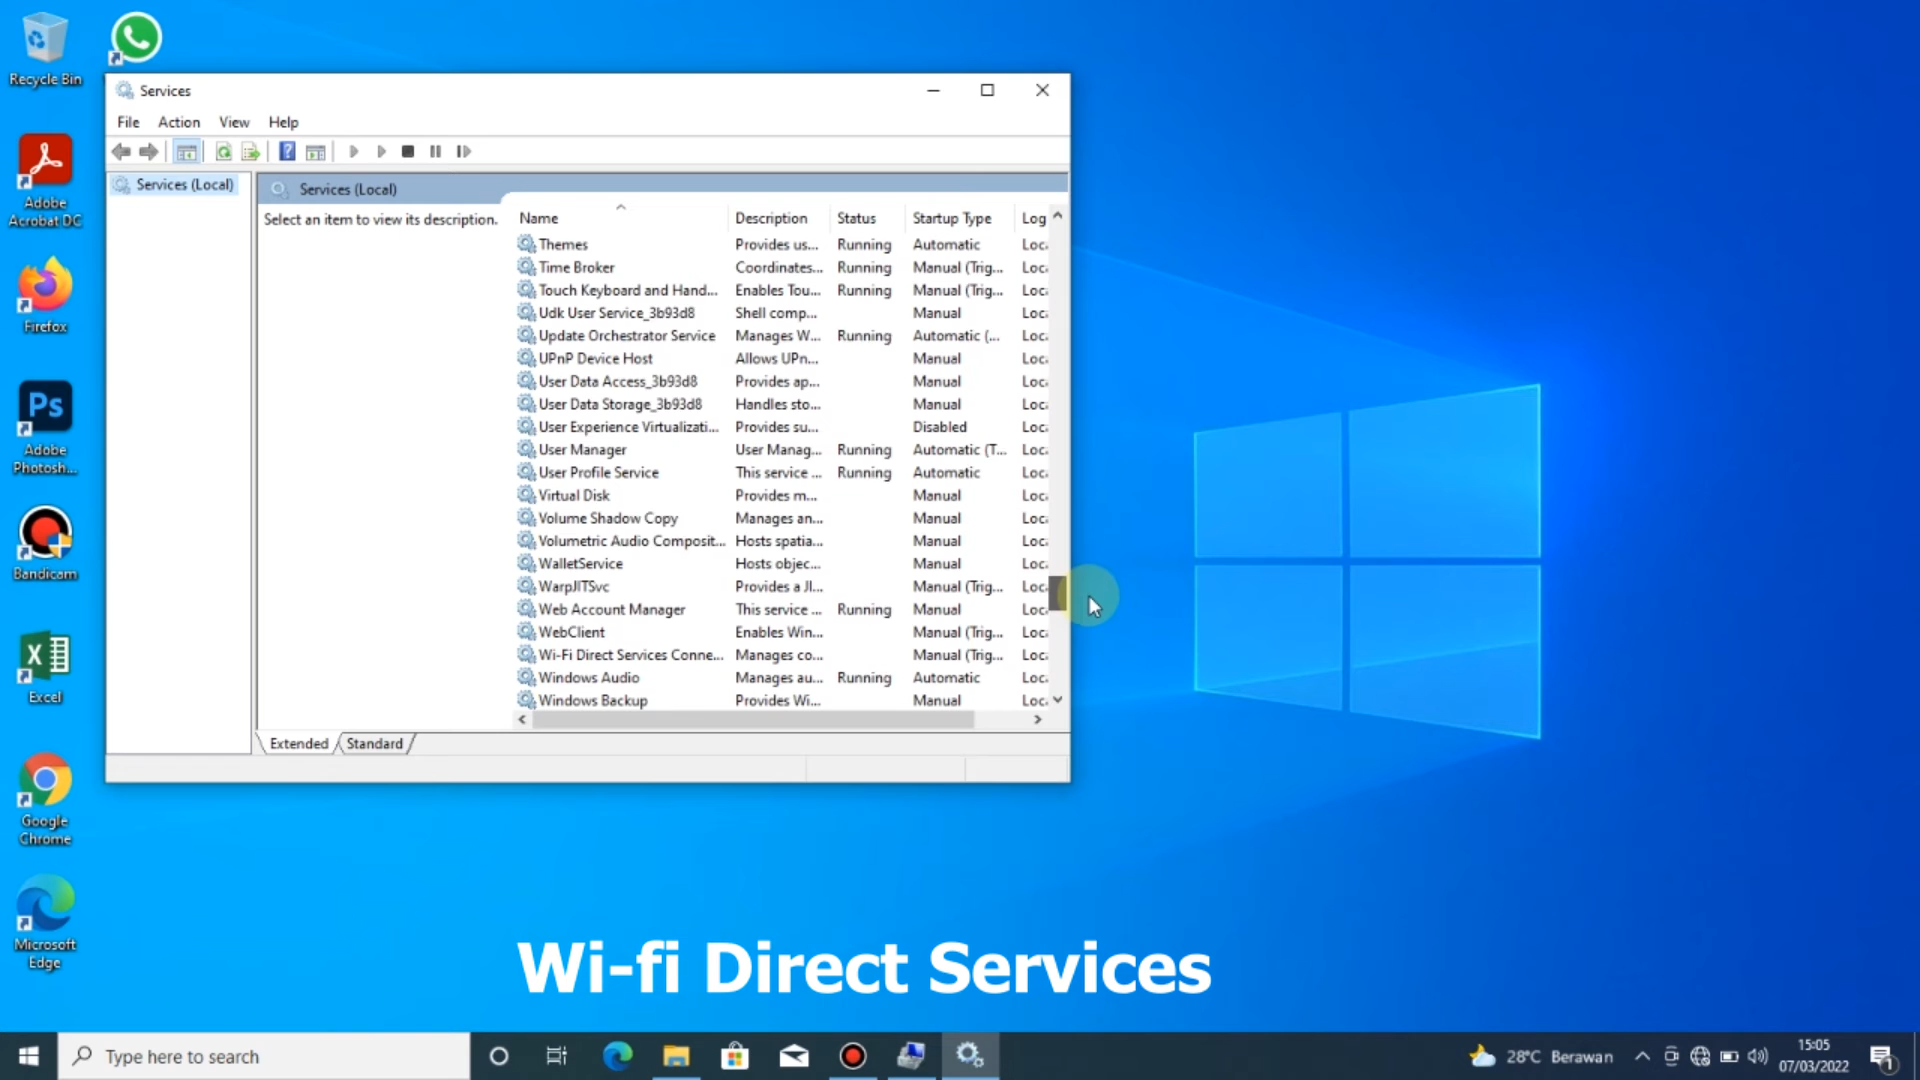 Recycle Bin
Adobe
Acrobat DC
Firefox
Ps
Adobe
Photosh...
Bandicam
Excel
Google
Chrome
Microsoft
Edge
Services
File Action View Help
Services (Local)
Services (Local)
Select an item to view its description.
Name Description Status Startup Type Log
Themes Provides us... Running Automatic Loc
Time Broker Coordinates... Running Manual (Trig... Loc
Touch Keyboard and Hand... Enables Tou... Running Manual (Trig... Loc
Udk User Service_3b93d8 Shell comp... Manual Loc
Update Orchestrator Service Manages W... Running Automatic (... Loc
UPnP Device Host Allows UPn... Manual Loc
User Data Access_3b93d8 Provides ap... Manual Loc
User Data Storage_3b93d8 Handles sto... Manual Loc
User Experience Virtualizati... Provides su... Disabled Loc
User Manager User Manag... Running Automatic (T... Loc
User Profile Service This service ... Running Automatic Loc
Virtual Disk Provides m... Manual Loc
Volume Shadow Copy Manages an... Manual Loc
Volumetric Audio Composit... Hosts spatia... Manual Loc
WalletService Hosts objec... Manual Loc
WarpJITSvc Provides a JI... Manual (Trig... Loc
Web Account Manager This service ... Running Manual Loc
WebClient Enables Win... Manual (Trig... Loc
Wi-Fi Direct Services Conne... Manages co... Manual (Trig... Loc
Windows Audio Manages au... Running Automatic Loc
Windows Backup Provides Wi... Manual Loc
Extended Standard
Wi-fi Direct Services
Type here to search
28°C Berawan
15:05
07/03/2022
1